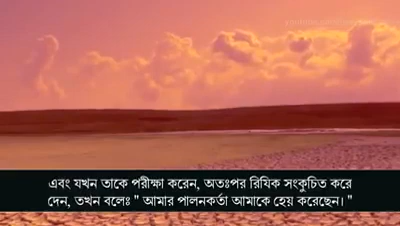 এবং যখন তাকে পরীক্ষা করেন, অতঃপর রিযিক সংকুচিত করে
দেন, তখন বলেঃ " আমার পালনকর্তা আমাকে হেয় করেছেন। "